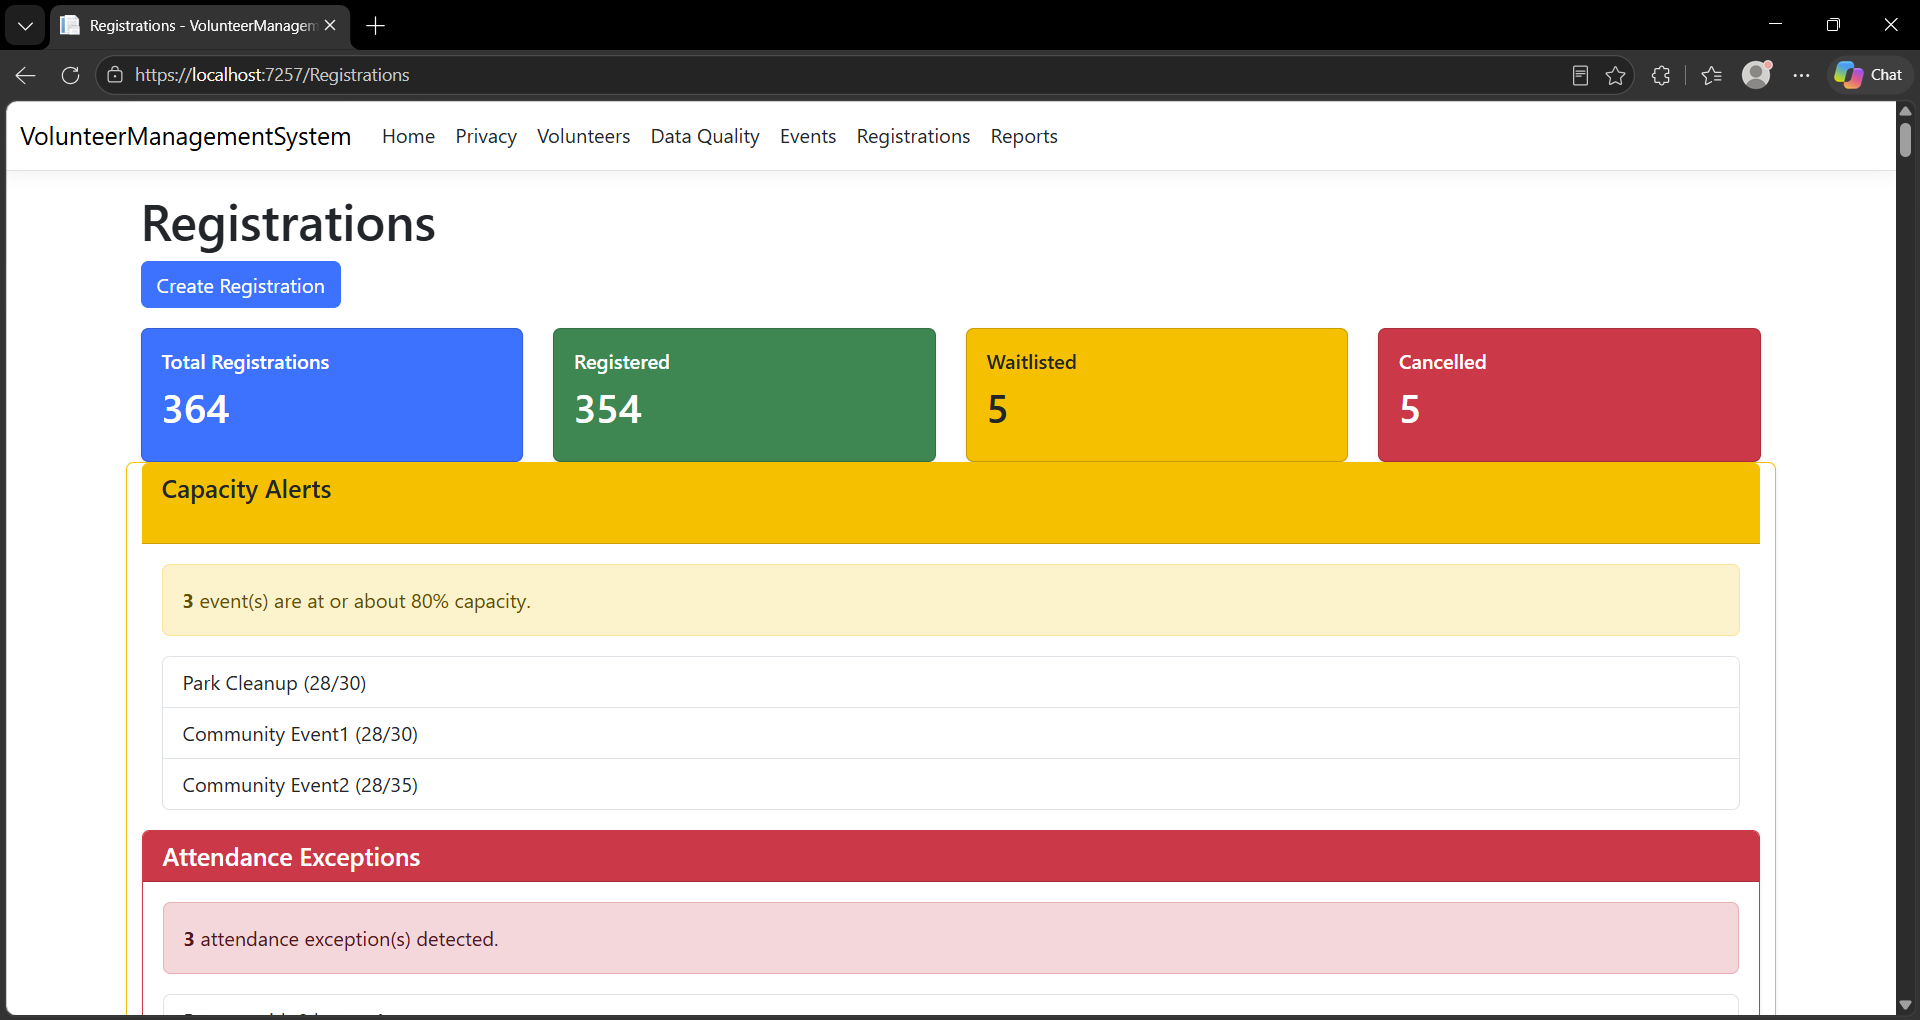 Registrations - VolunteerManagem
https://localhost:7257/Registrations
Chat
VolunteerManagementSystem Home Privacy Volunteers Data Quality Events Registrations Reports
Registrations
Create Registration
Total Registrations
364
Registered
354
Waitlisted
5
Cancelled
5
Capacity Alerts
3 event(s) are at or about 80% capacity.
Park Cleanup (28/30)
Community Event1 (28/30)
Community Event2 (28/35)
Attendance Exceptions
3 attendance exception(s) detected.